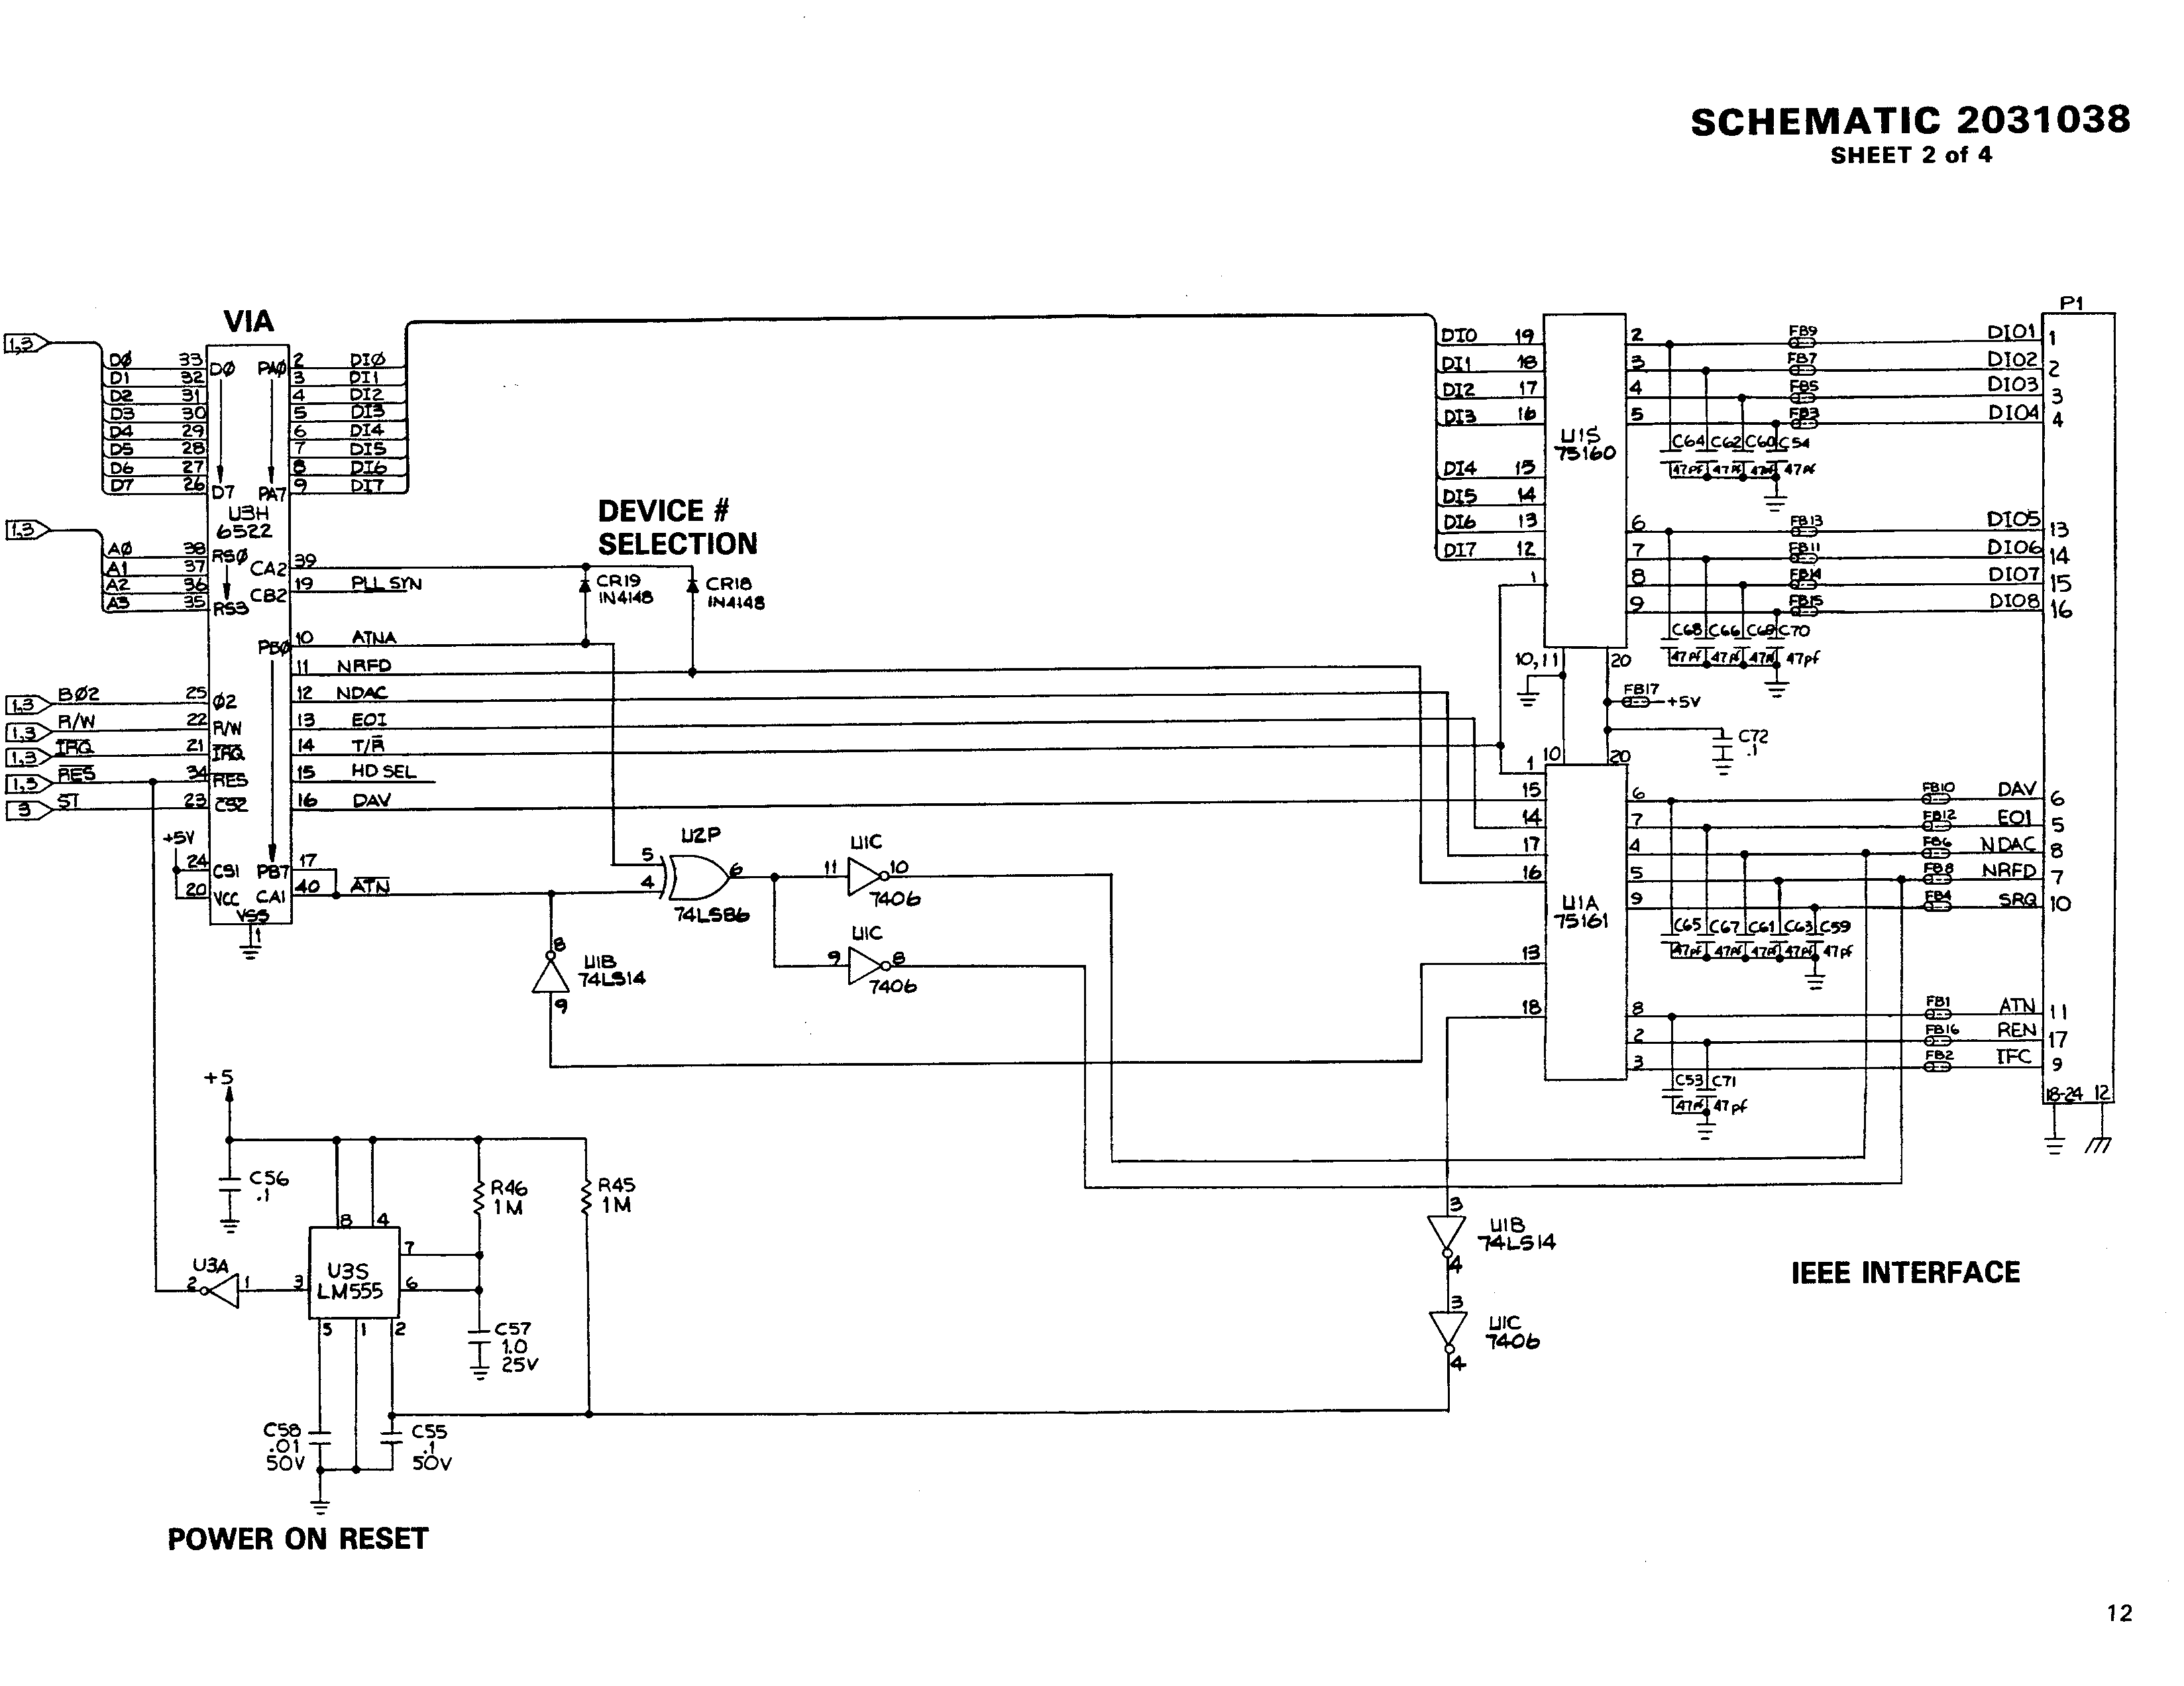 SCHEMATIC 2031038
SHEET 2 of 4
P1
VIA
1,3
D0 33 D0 PA0 2 DI0
D1 32 3 DI1
D2 31 4 DI2
D3 30 5 DI3
D4 29 6 DI4
D5 28 7 DI5
D6 27 8 DI6
D7 26 D7 PA7 9 DI7
U3H
6522
1,3
A0 38 RS0 CA2 39
A1 37
A2 36 CB2 19 PLL SYN
A3 35 RS3
PB0 10 ATNA
11 NRFD
1,3 BO2 25 Ø2 12 NDAC
1,3 R/W 22 R/W 13 EOI
1,3 IRQ 21 IRQ 14 T/R
1,3 RES 34 RES 15 HD SEL
3 ST 23 CS2 16 DAV
+5V
24 CS1 PB7 17
20 VCC CA1 40 ATN
VSS
1
DEVICE #
SELECTION
CR19
IN4148
CR18
IN4148
U2P
5
4
6
74LS86
U1C
11 10
7406
U1C
9 8
7406
8
U1B
74LS14
9
DI0 19
DI1 18
DI2 17
DI3 16
DI4 15
DI5 14
DI6 13
DI7 12
1
U1S
75160
10,11
20
2 FB9 DIO1 1
3 FB7 DIO2 2
4 FB5 DIO3 3
5 FB3 DIO4 4
C64 C62 C60 C54
47pf 47pf 47pf 47pf
6 FB13 DIO5 13
7 FB11 DIO6 14
8 FB14 DIO7 15
9 FB15 DIO8 16
C68 C66 C69 C70
47pf 47pf 47pf 47pf
FB17
+5V
C72
.1
10
20
1
15
14
17
16
13
18
U1A
75161
6 FB10 DAV 6
7 FB12 EOI 5
4 FB6 NDAC 8
5 FB8 NRFD 7
9 FB4 SRQ 10
C65 C67 C61 C63 C59
47pf 47pf 47pf 47pf 47pf
8 FB1 ATN 11
2 FB16 REN 17
3 FB2 IFC 9
C53 C71
47pf 47pf
18-24 12
3
U1B
74LS14
4
3
U1C
7406
4
IEEE INTERFACE
+5
C56
.1
R46
1M
R45
1M
8 4
7
6
U3S
LM555
U3A
2 1 3
5 1 2
C57
1.0
25V
C58
.01
50V
C55
.1
50V
POWER ON RESET
12